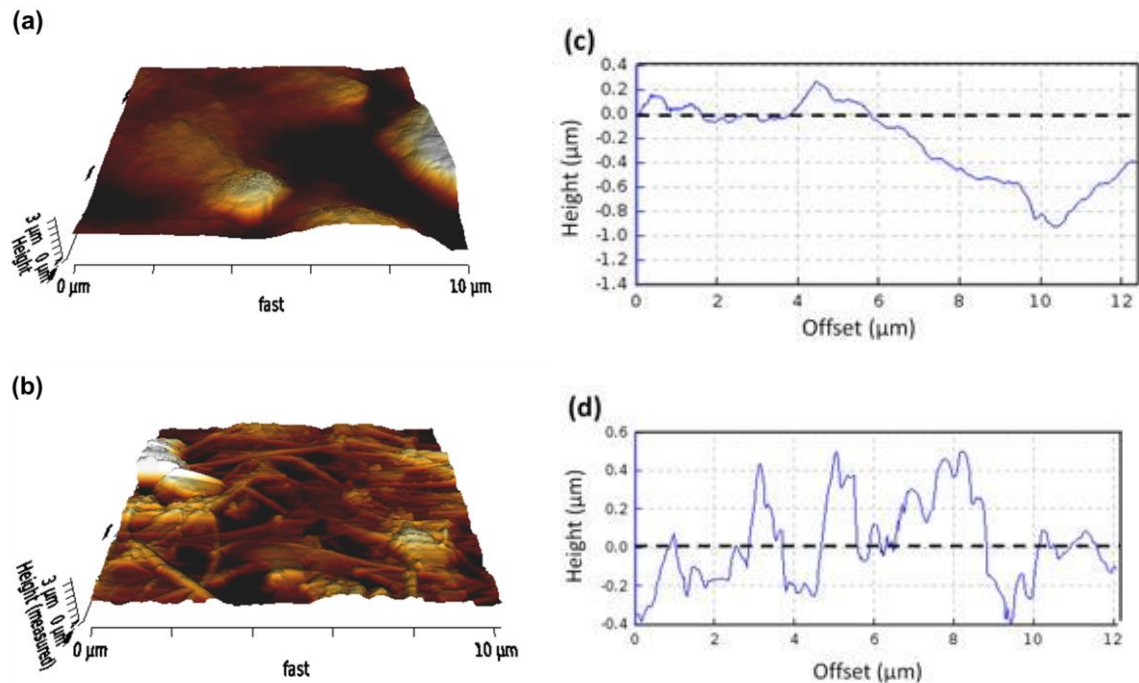 (a)
3 µm
0 µm
Height
0 µm
10 µm
fast
(c)
0.4
0.2
0.0
-0.2
-0.4
-0.6
-0.8
-1.0
-1.2
-1.4
Height (µm)
0 2 4 6 8 10 12
Offset (µm)
(b)
3 µm
0 µm
Height (measured)
0 µm
10 µm
fast
(d)
0.6
0.4
0.2
0.0
-0.2
-0.4
Height (µm)
0 2 4 6 8 10 12
Offset (µm)